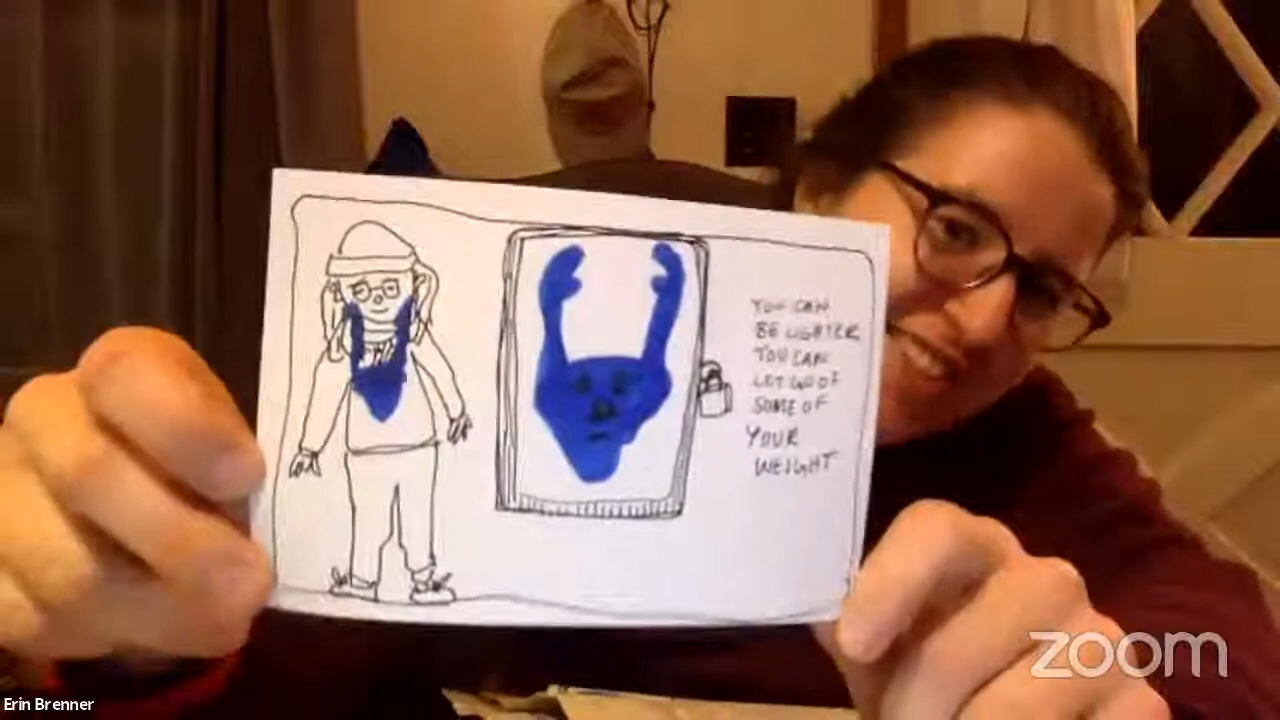 YOU CAN
BE LIGHTER
YOU CAN
LET GO OF
SOME OF
YOUR
WEIGHT
zoom
Erin Brenner